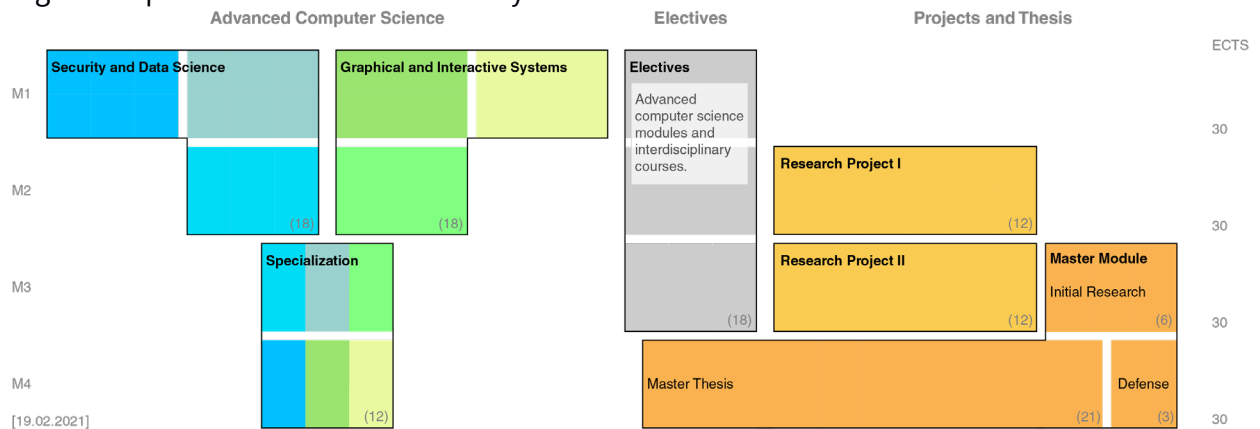 Advanced Computer Science
Electives
Projects and Thesis
ECTS
Security and Data Science
Graphical and Interactive Systems
Electives
Advanced
computer science
modules and
interdisciplinary
courses.
M1
30
Research Project I
M2
(18)
(18)
(12)
30
Specialization
Research Project II
Master Module
Initial Research
M3
(18)
(12)
(6)
30
M4
Master Thesis
Defense
(12)
(21)
(3)
[19.02.2021]
30